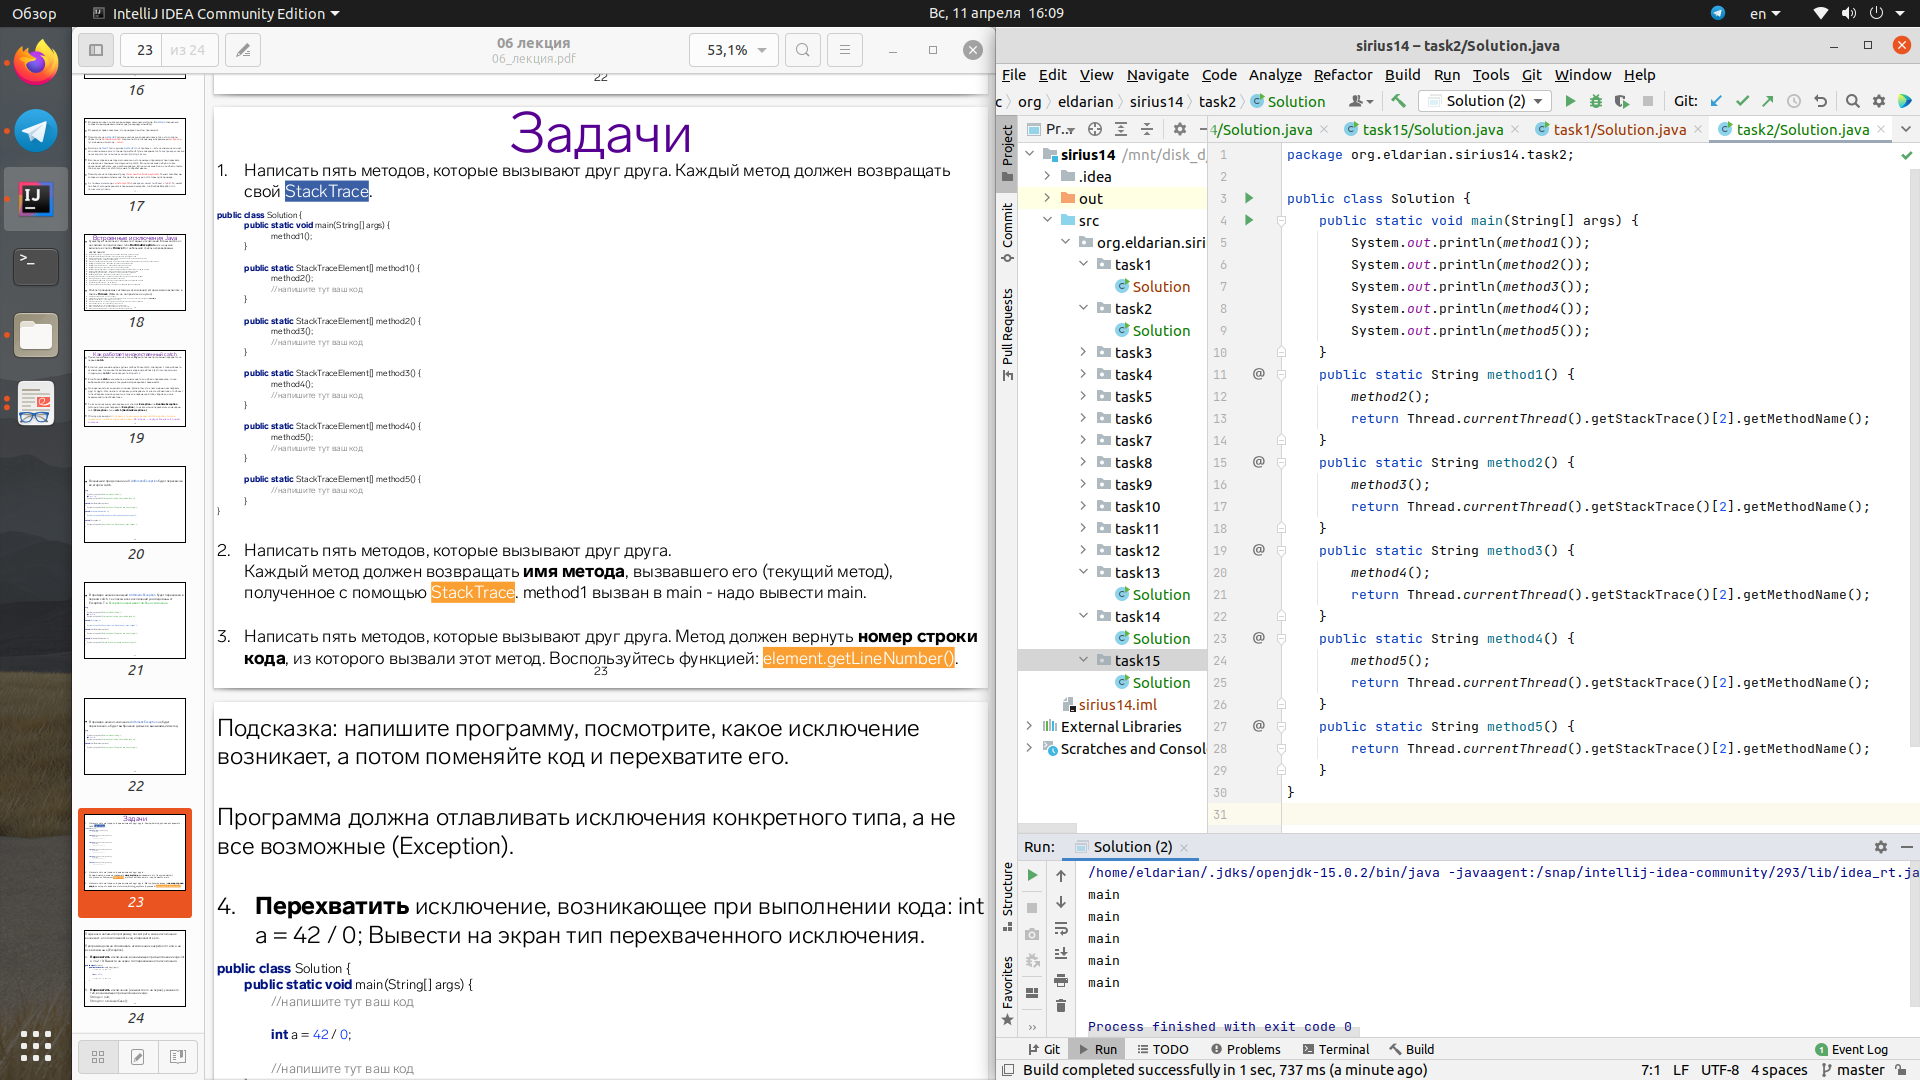 Обзор
IntelliJ IDEA Community Edition
Вс, 11 апреля 16:09
en
23 из 24
06 лекция
06_лекция.pdf
53,1%
16
17
Встроенные исключения Java
18
Как работает множественный catch
19
20
21
22
Задачи
23
24
22
Задачи
1. Написать пять методов, которые вызывают друг друга. Каждый метод должен возвращать
свой StackTrace.
public class Solution {
public static void main(String[] args) {
method1();
}
public static StackTraceElement[] method1() {
method2();
//напишите тут ваш код
}
public static StackTraceElement[] method2() {
method3();
//напишите тут ваш код
}
public static StackTraceElement[] method3() {
method4();
//напишите тут ваш код
}
public static StackTraceElement[] method4() {
method5();
//напишите тут ваш код
}
public static StackTraceElement[] method5() {
//напишите тут ваш код
}
}
2. Написать пять методов, которые вызывают друг друга.
Каждый метод должен возвращать имя метода, вызвавшего его (текущий метод),
полученное с помощью StackTrace. method1 вызван в main - надо вывести main.
3. Написать пять методов, которые вызывают друг друга. Метод должен вернуть номер строки
кода, из которого вызвали этот метод. Воспользуйтесь функцией: element.getLineNumber().
23
Подсказка: напишите программу, посмотрите, какое исключение
возникает, а потом поменяйте код и перехватите его.
Программа должна отлавливать исключения конкретного типа, а не
все возможные (Exception).
4. Перехватить исключение, возникающее при выполнении кода: int
a = 42 / 0; Вывести на экран тип перехваченного исключения.
public class Solution {
public static void main(String[] args) {
//напишите тут ваш код
int a = 42 / 0;
//напишите тут ваш код
sirius14 – task2/Solution.java
File Edit View Navigate Code Analyze Refactor Build Run Tools Git Window Help
c org eldarian sirius14 task2 Solution
Solution (2)
Git:
Project
Commit
Pull Requests
Structure
Favorites
Pr..
4/Solution.java task15/Solution.java task1/Solution.java task2/Solution.java
sirius14 /mnt/disk_d
.idea
out
src
org.eldarian.siri
task1
Solution
task2
Solution
task3
task4
task5
task6
task7
task8
task9
task10
task11
task12
task13
Solution
task14
Solution
task15
Solution
sirius14.iml
External Libraries
Scratches and Consol
1 package org.eldarian.sirius14.task2;
2
3 public class Solution {
4 public static void main(String[] args) {
5 System.out.println(method1());
6 System.out.println(method2());
7 System.out.println(method3());
8 System.out.println(method4());
9 System.out.println(method5());
10 }
11 @ public static String method1() {
12 method2();
13 return Thread.currentThread().getStackTrace()[2].getMethodName();
14 }
15 @ public static String method2() {
16 method3();
17 return Thread.currentThread().getStackTrace()[2].getMethodName();
18 }
19 @ public static String method3() {
20 method4();
21 return Thread.currentThread().getStackTrace()[2].getMethodName();
22 }
23 @ public static String method4() {
24 method5();
25 return Thread.currentThread().getStackTrace()[2].getMethodName();
26 }
27 @ public static String method5() {
28 return Thread.currentThread().getStackTrace()[2].getMethodName();
29 }
30 }
31
Run: Solution (2)
/home/eldarian/.jdks/openjdk-15.0.2/bin/java -javaagent:/snap/intellij-idea-community/293/lib/idea_rt.ja
main
main
main
main
main
Process finished with exit code 0
Git Run TODO Problems Terminal Build
1 Event Log
Build completed successfully in 1 sec, 737 ms (a minute ago)
7:1 LF UTF-8 4 spaces master